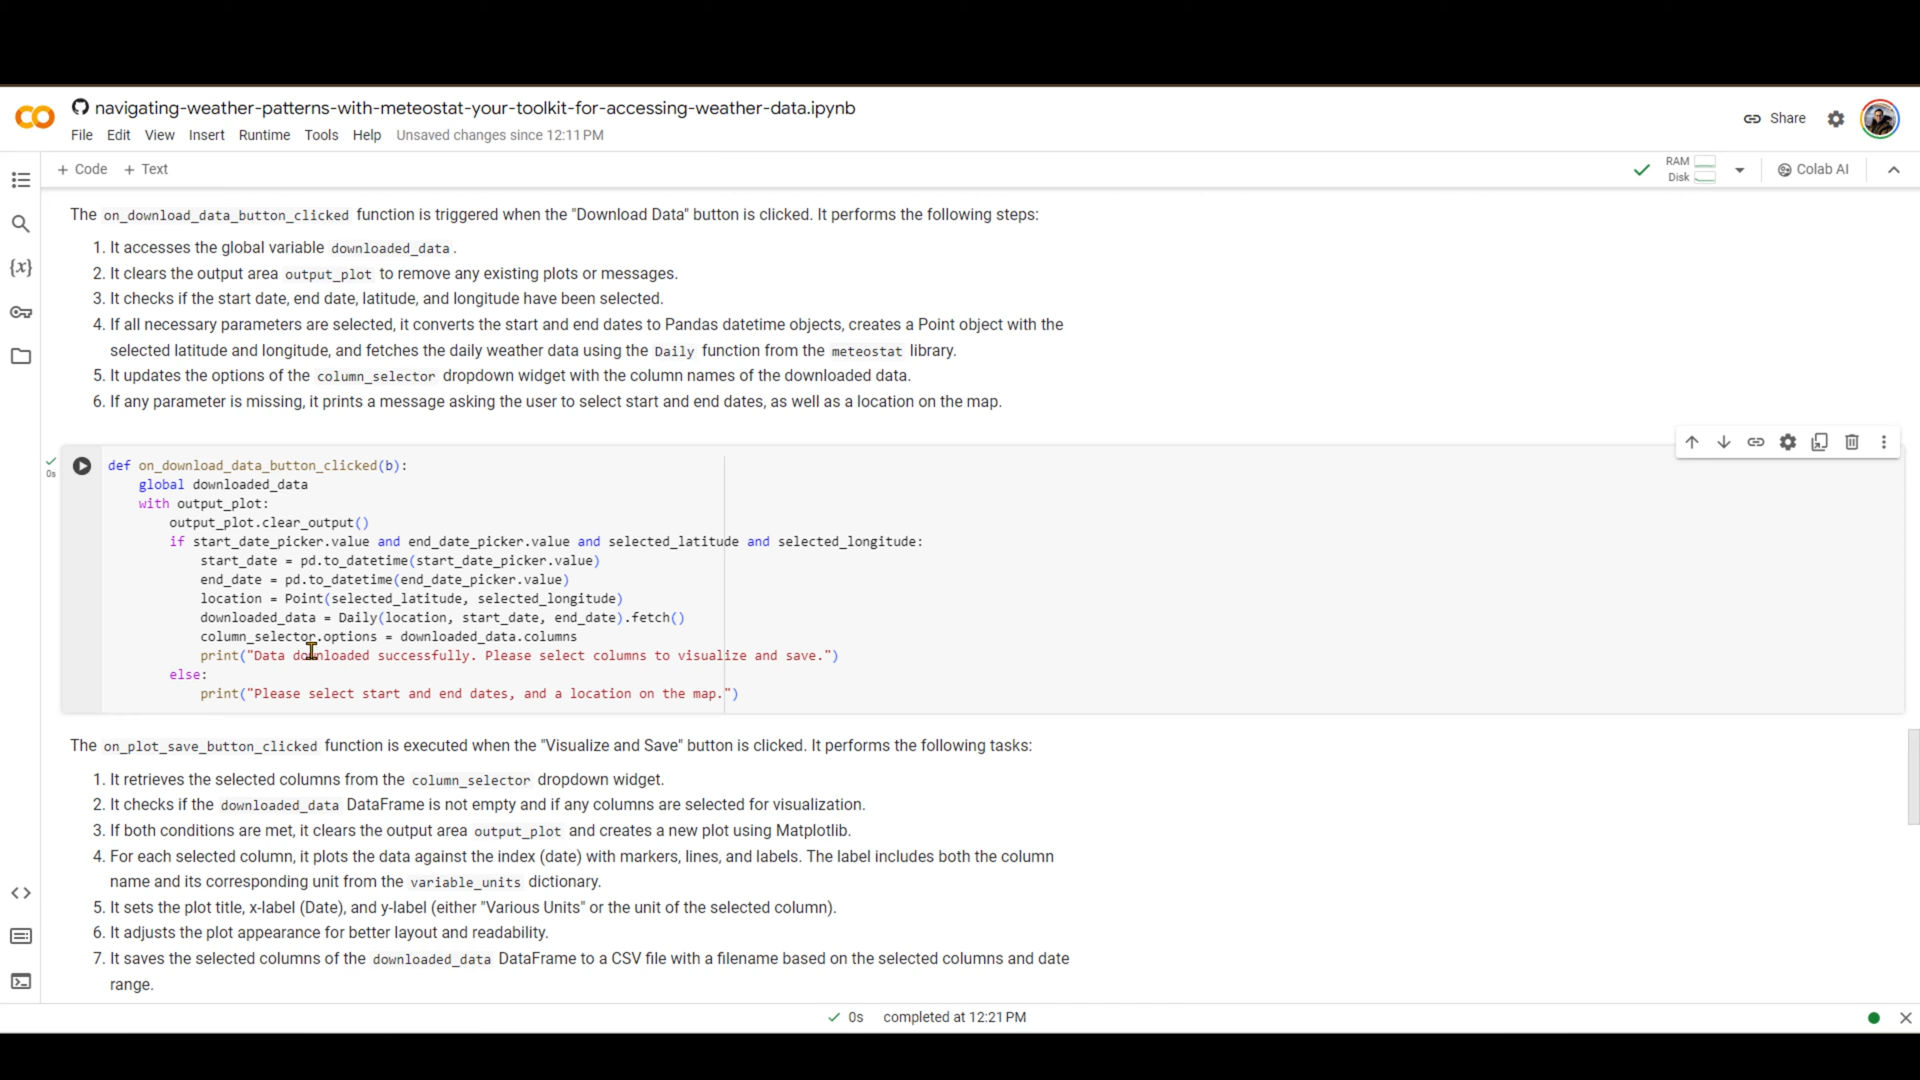 navigating-weather-patterns-with-meteostat-your-toolkit-for-accessing-weather-data.ipynb
Share
File Edit View Insert Runtime Tools Help Unsaved changes since 12:11 PM
+ Code + Text
RAM
Disk
Colab AI
The on_download_data_button_clicked function is triggered when the "Download Data" button is clicked. It performs the following steps:
1. It accesses the global variable downloaded_data.
2. It clears the output area output_plot to remove any existing plots or messages.
3. It checks if the start date, end date, latitude, and longitude have been selected.
4. If all necessary parameters are selected, it converts the start and end dates to Pandas datetime objects, creates a Point object with the
selected latitude and longitude, and fetches the daily weather data using the Daily function from the meteostat library.
5. It updates the options of the column_selector dropdown widget with the column names of the downloaded data.
6. If any parameter is missing, it prints a message asking the user to select start and end dates, as well as a location on the map.
0s
def on_download_data_button_clicked(b):
global downloaded_data
with output_plot:
output_plot.clear_output()
if start_date_picker.value and end_date_picker.value and selected_latitude and selected_longitude:
start_date = pd.to_datetime(start_date_picker.value)
end_date = pd.to_datetime(end_date_picker.value)
location = Point(selected_latitude, selected_longitude)
downloaded_data = Daily(location, start_date, end_date).fetch()
column_selector.options = downloaded_data.columns
print("Data downloaded successfully. Please select columns to visualize and save.")
else:
print("Please select start and end dates, and a location on the map.")
The on_plot_save_button_clicked function is executed when the "Visualize and Save" button is clicked. It performs the following tasks:
1. It retrieves the selected columns from the column_selector dropdown widget.
2. It checks if the downloaded_data DataFrame is not empty and if any columns are selected for visualization.
3. If both conditions are met, it clears the output area output_plot and creates a new plot using Matplotlib.
4. For each selected column, it plots the data against the index (date) with markers, lines, and labels. The label includes both the column
name and its corresponding unit from the variable_units dictionary.
5. It sets the plot title, x-label (Date), and y-label (either "Various Units" or the unit of the selected column).
6. It adjusts the plot appearance for better layout and readability.
7. It saves the selected columns of the downloaded_data DataFrame to a CSV file with a filename based on the selected columns and date
range.
0s completed at 12:21 PM